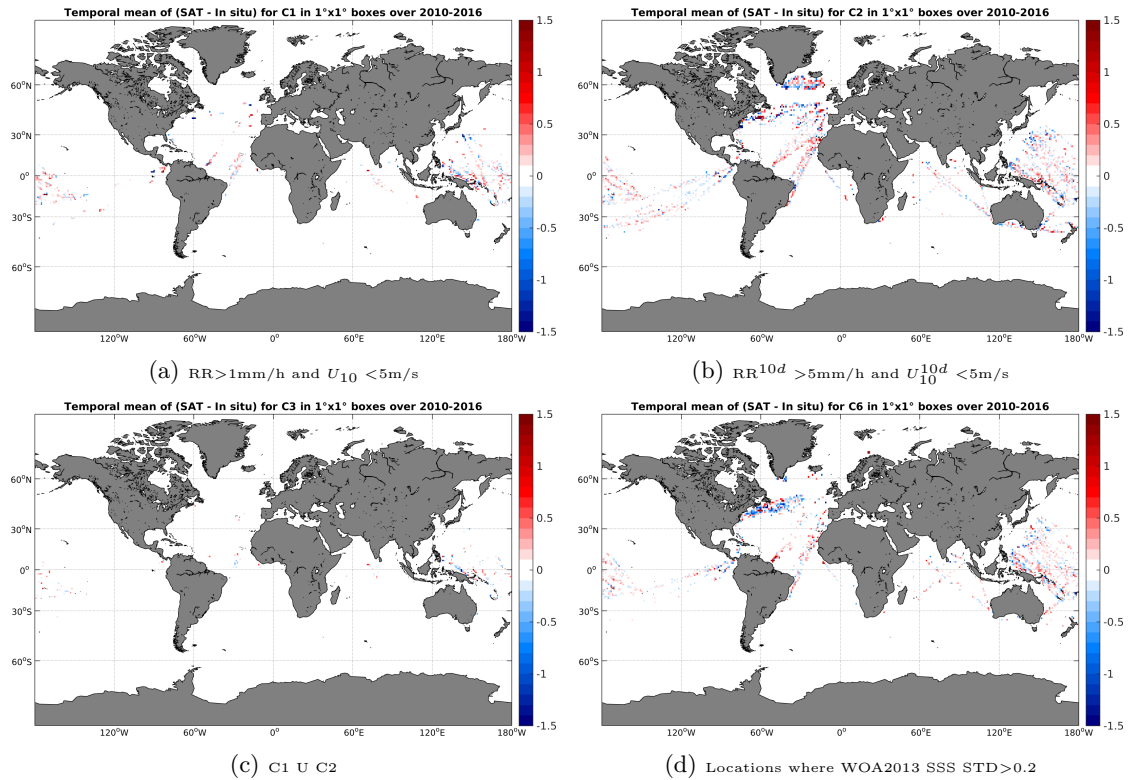 Temporal mean of (SAT - In situ) for C1 in 1°x1° boxes over 2010-2016
60°N
30°N
0°
30°S
60°S
120°W 60°W 0° 60°E 120°E 180°W
1.5
1
0.5
0
-0.5
-1
-1.5
(a) RR>1mm/h and U10 <5m/s
Temporal mean of (SAT - In situ) for C2 in 1°x1° boxes over 2010-2016
60°N
30°N
0°
30°S
60°S
120°W 60°W 0° 60°E 120°E 180°W
1.5
1
0.5
0
-0.5
-1
-1.5
(b) RR10d >5mm/h and U10 10d <5m/s
Temporal mean of (SAT - In situ) for C3 in 1°x1° boxes over 2010-2016
60°N
30°N
0°
30°S
60°S
120°W 60°W 0° 60°E 120°E 180°W
1.5
1
0.5
0
-0.5
-1
-1.5
(c) C1 U C2
Temporal mean of (SAT - In situ) for C6 in 1°x1° boxes over 2010-2016
60°N
30°N
0°
30°S
60°S
120°W 60°W 0° 60°E 120°E 180°W
1.5
1
0.5
0
-0.5
-1
-1.5
(d) Locations where WOA2013 SSS STD>0.2